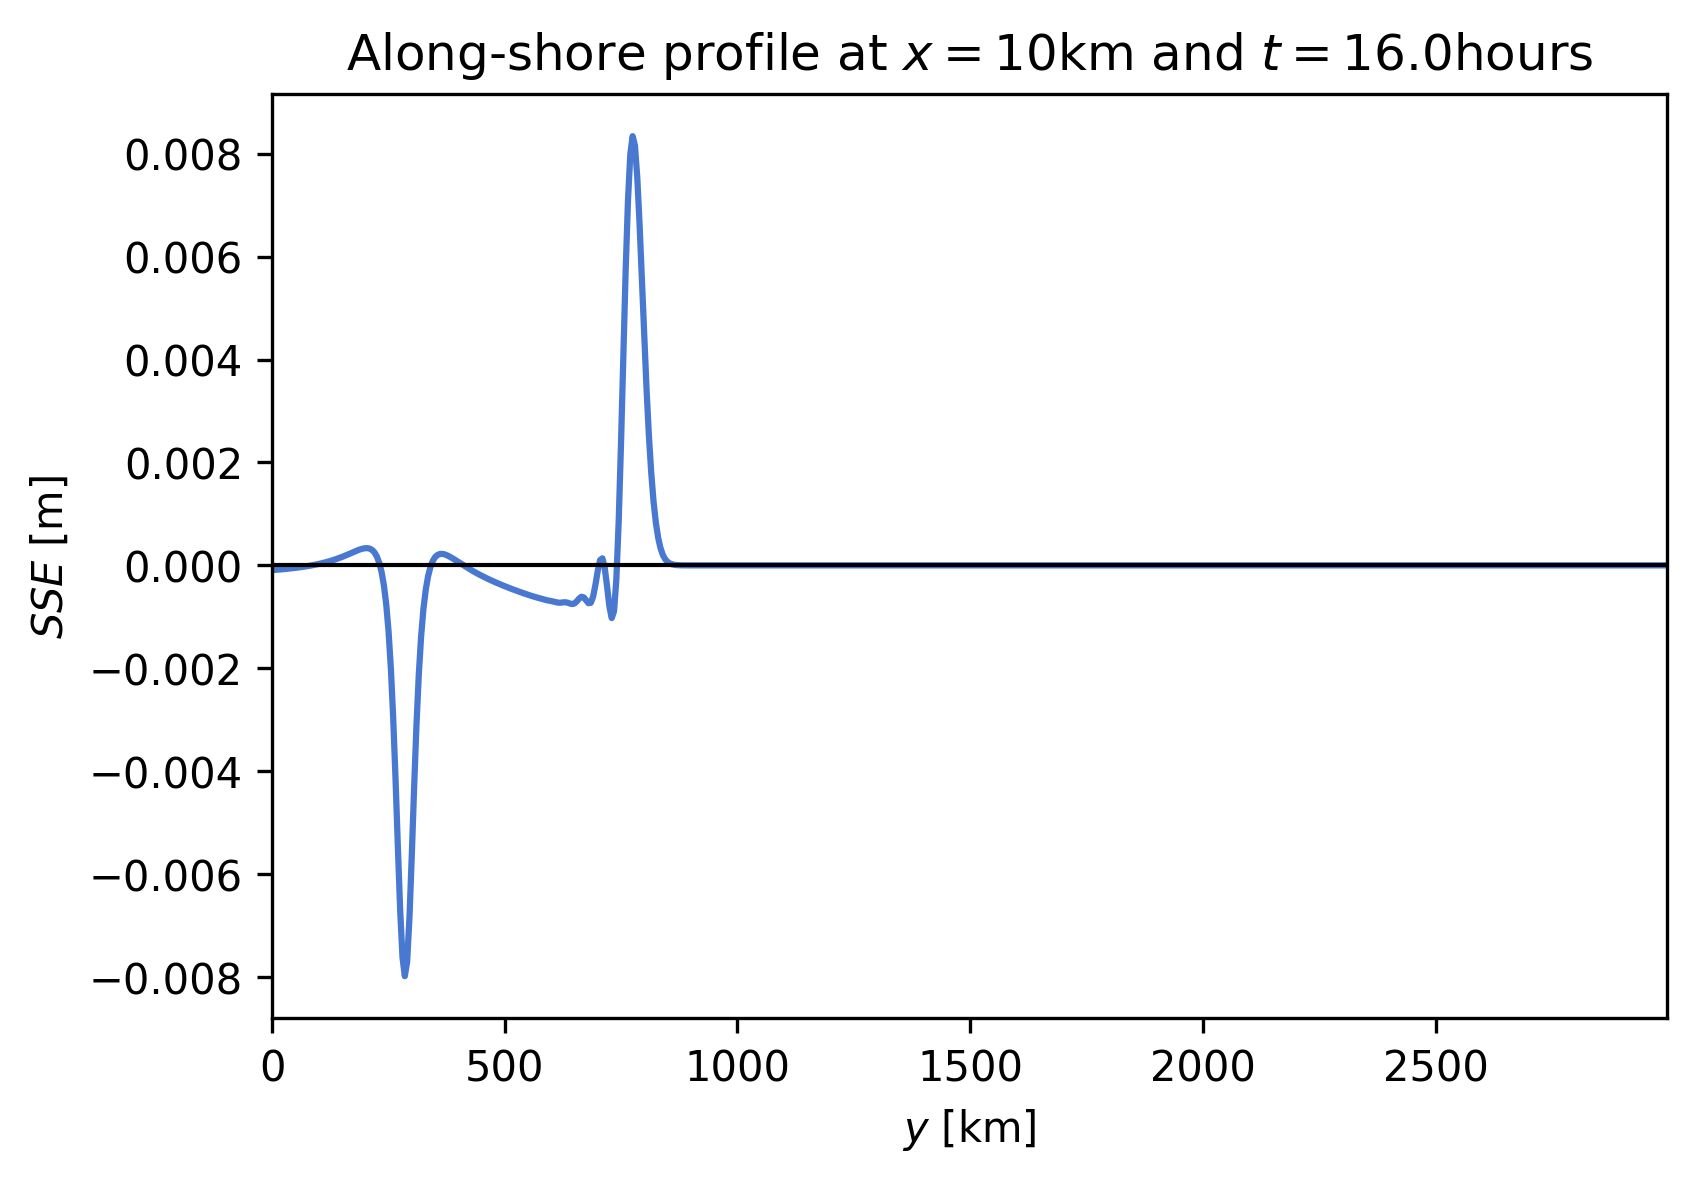 Along-shore profile at x = 10km and t = 16.0hours
0.008
0.006
0.004
0.002
0.000
−0.002
−0.004
−0.006
−0.008
SSE [m]
0 500 1000 1500 2000 2500
y [km]